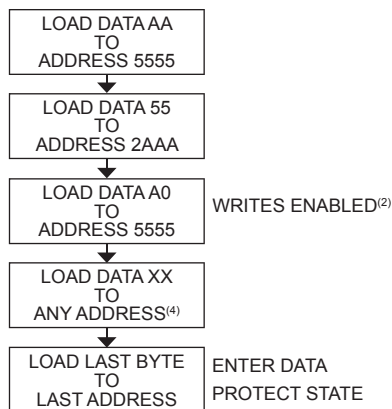 LOAD DATA AA
TO
ADDRESS 5555
LOAD DATA 55
TO
ADDRESS 2AAA
LOAD DATA A0
TO
ADDRESS 5555
WRITES ENABLED(2)
LOAD DATA XX
TO
ANY ADDRESS(4)
LOAD LAST BYTE
TO
LAST ADDRESS
ENTER DATA
PROTECT STATE